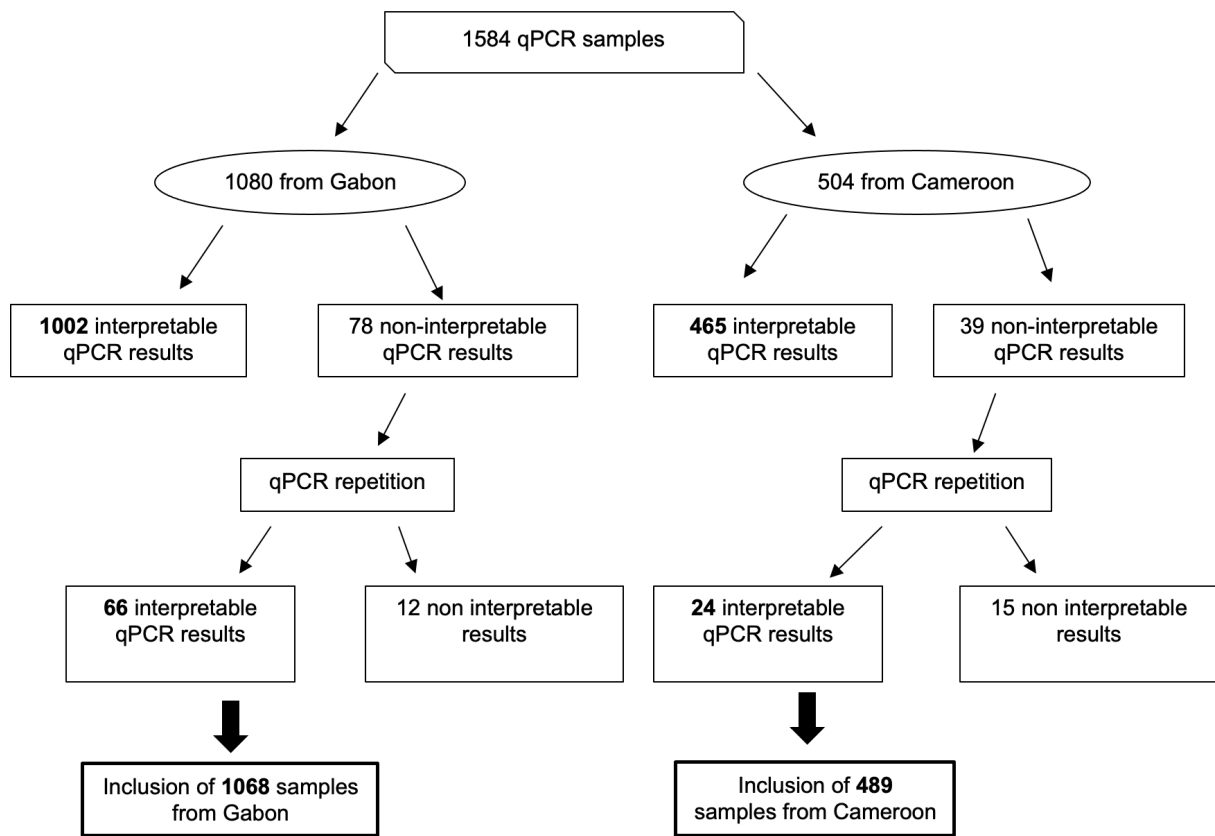 1584 qPCR samples
1080 from Gabon
504 from Cameroon
1002 interpretable
qPCR results
78 non-interpretable
qPCR results
465 interpretable
qPCR results
39 non-interpretable
qPCR results
qPCR repetition
qPCR repetition
66 interpretable
qPCR results
12 non interpretable
results
24 interpretable
qPCR results
15 non interpretable
results
Inclusion of 1068 samples
from Gabon
Inclusion of 489
samples from Cameroon